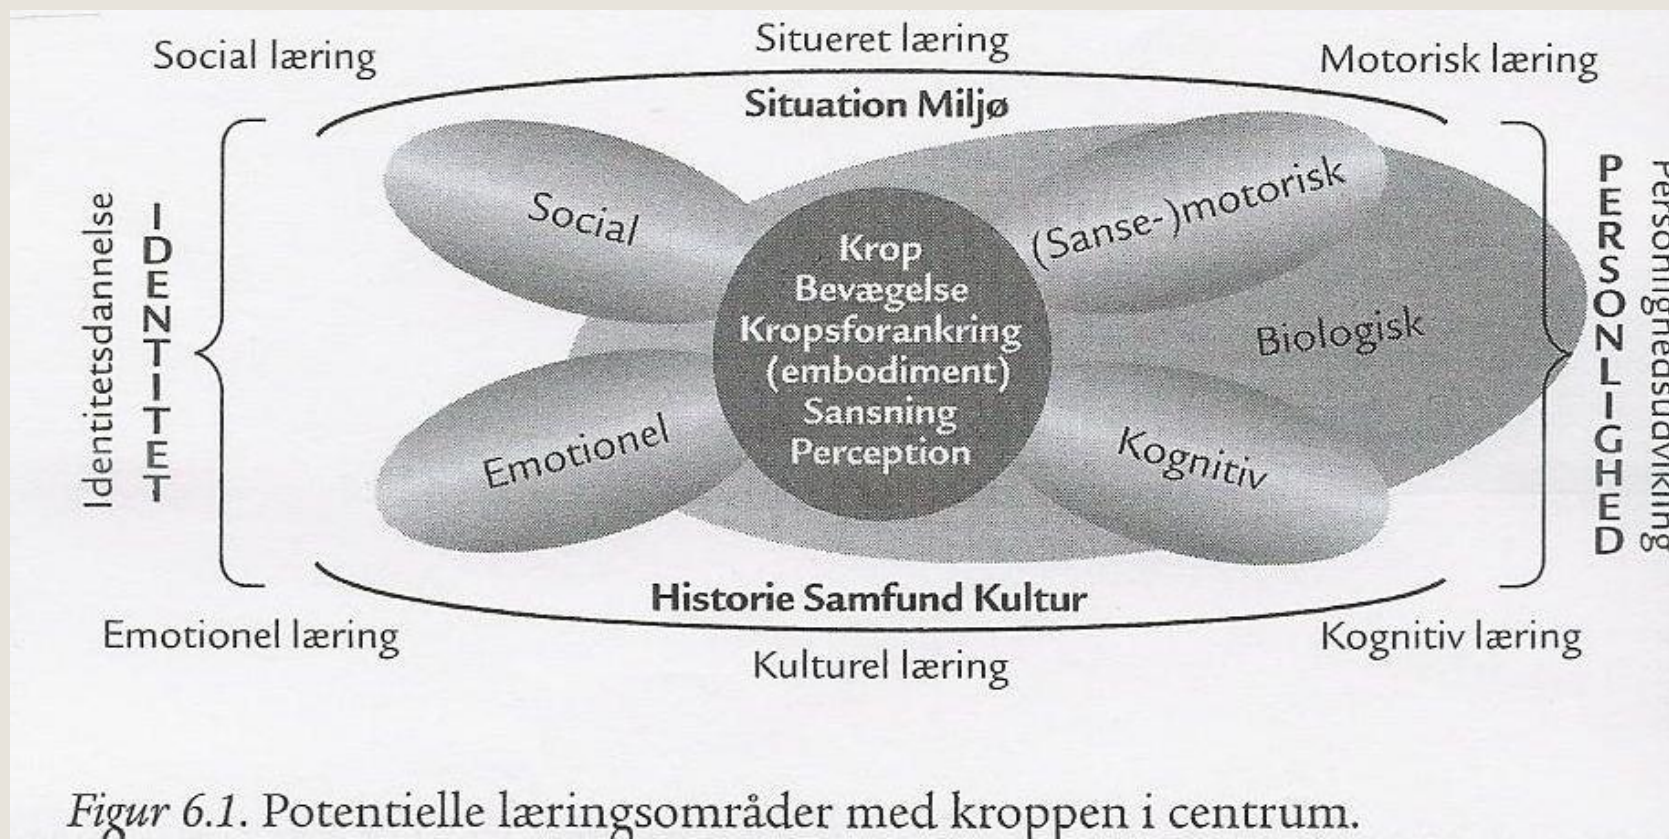 Social læring
Situeret læring
Motorisk læring
Situation Miljø
Identitetsdannelse
IDENTITET
Social
(Sanse-)motorisk
Krop
Bevægelse
Kropsforankring
(embodiment)
Sansning
Perception
Biologisk
Emotionel
Kognitiv
PERSONLIGHED
Personlighedsudvikling
Historie Samfund Kultur
Emotionel læring
Kulturel læring
Kognitiv læring
Figur 6.1. Potentielle læringsområder med kroppen i centrum.